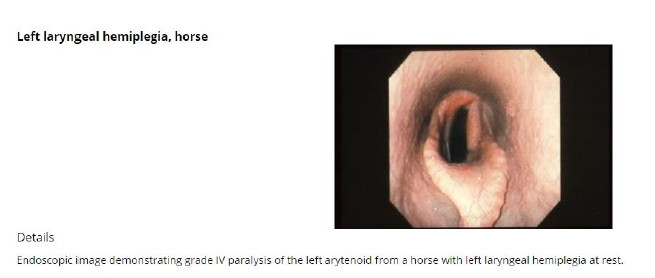 Left laryngeal hemiplegia, horse
Details
Endoscopic image demonstrating grade IV paralysis of the left arytenoid from a horse with left laryngeal hemiplegia at rest.